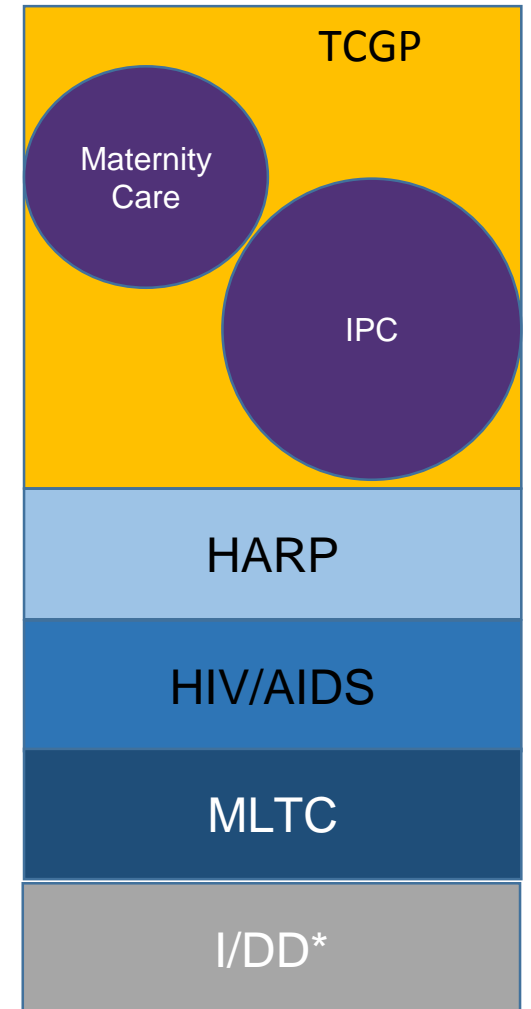 TCGP
Maternity
Care
IPC
HARP
HIV/AIDS
MLTC
I/DD*